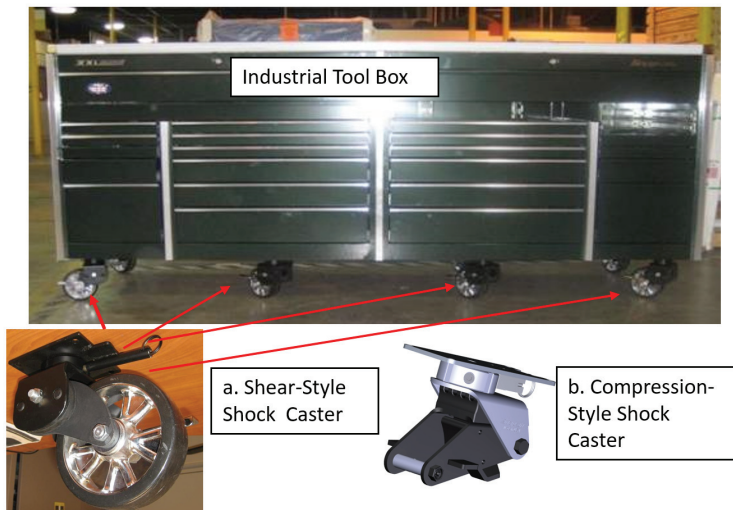 Industrial Tool Box
a. Shear-Style
Shock Caster
b. Compression-
Style Shock
Caster